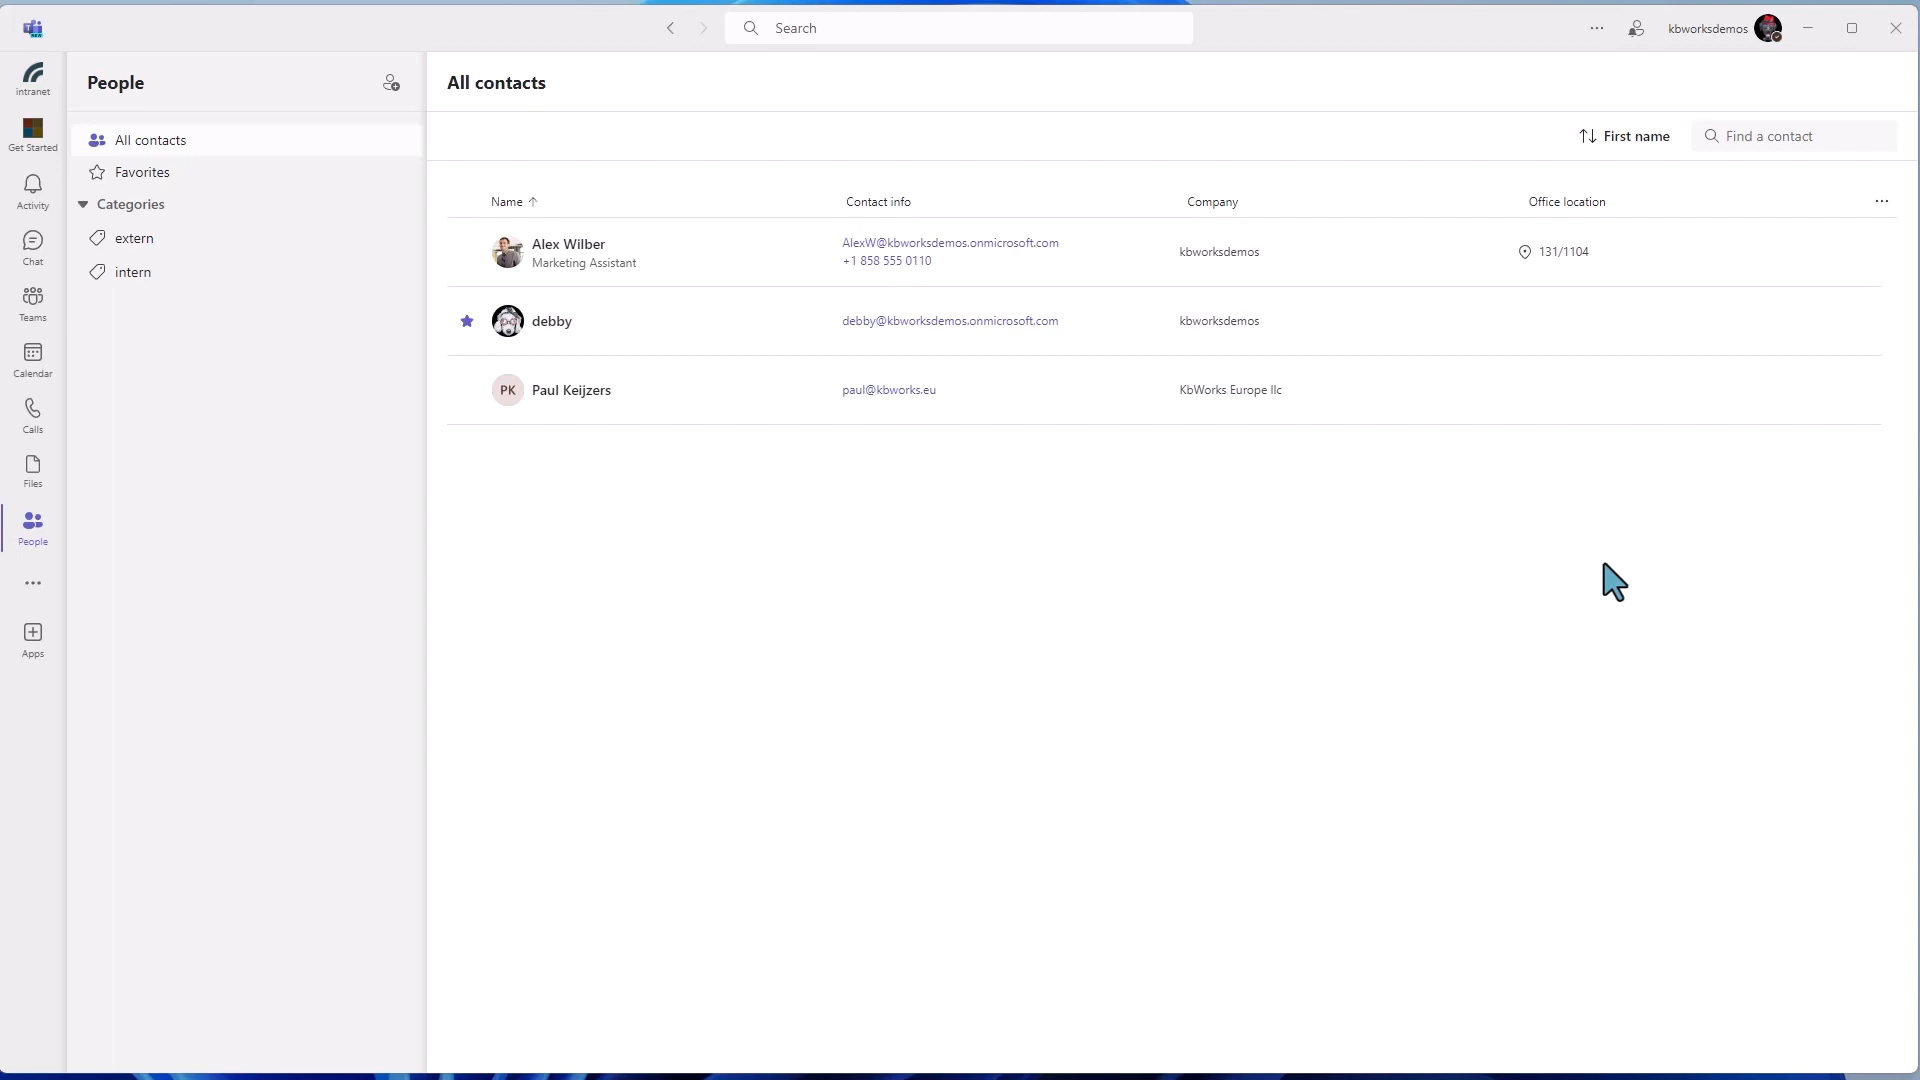 Search
kbworksdemos
intranet
Get Started
Activity
Chat
Teams
Calendar
Calls
Files
People
Apps
People
All contacts
Favorites
Categories
extern
intern
All contacts
First name
Find a contact
Name Contact info Company Office location
Alex Wilber
Marketing Assistant
AlexW@kbworksdemos.onmicrosoft.com
+1 858 555 0110
kbworksdemos
131/1104
debby
debby@kbworksdemos.onmicrosoft.com
kbworksdemos
PK
Paul Keijzers
paul@kbworks.eu
KbWorks Europe llc